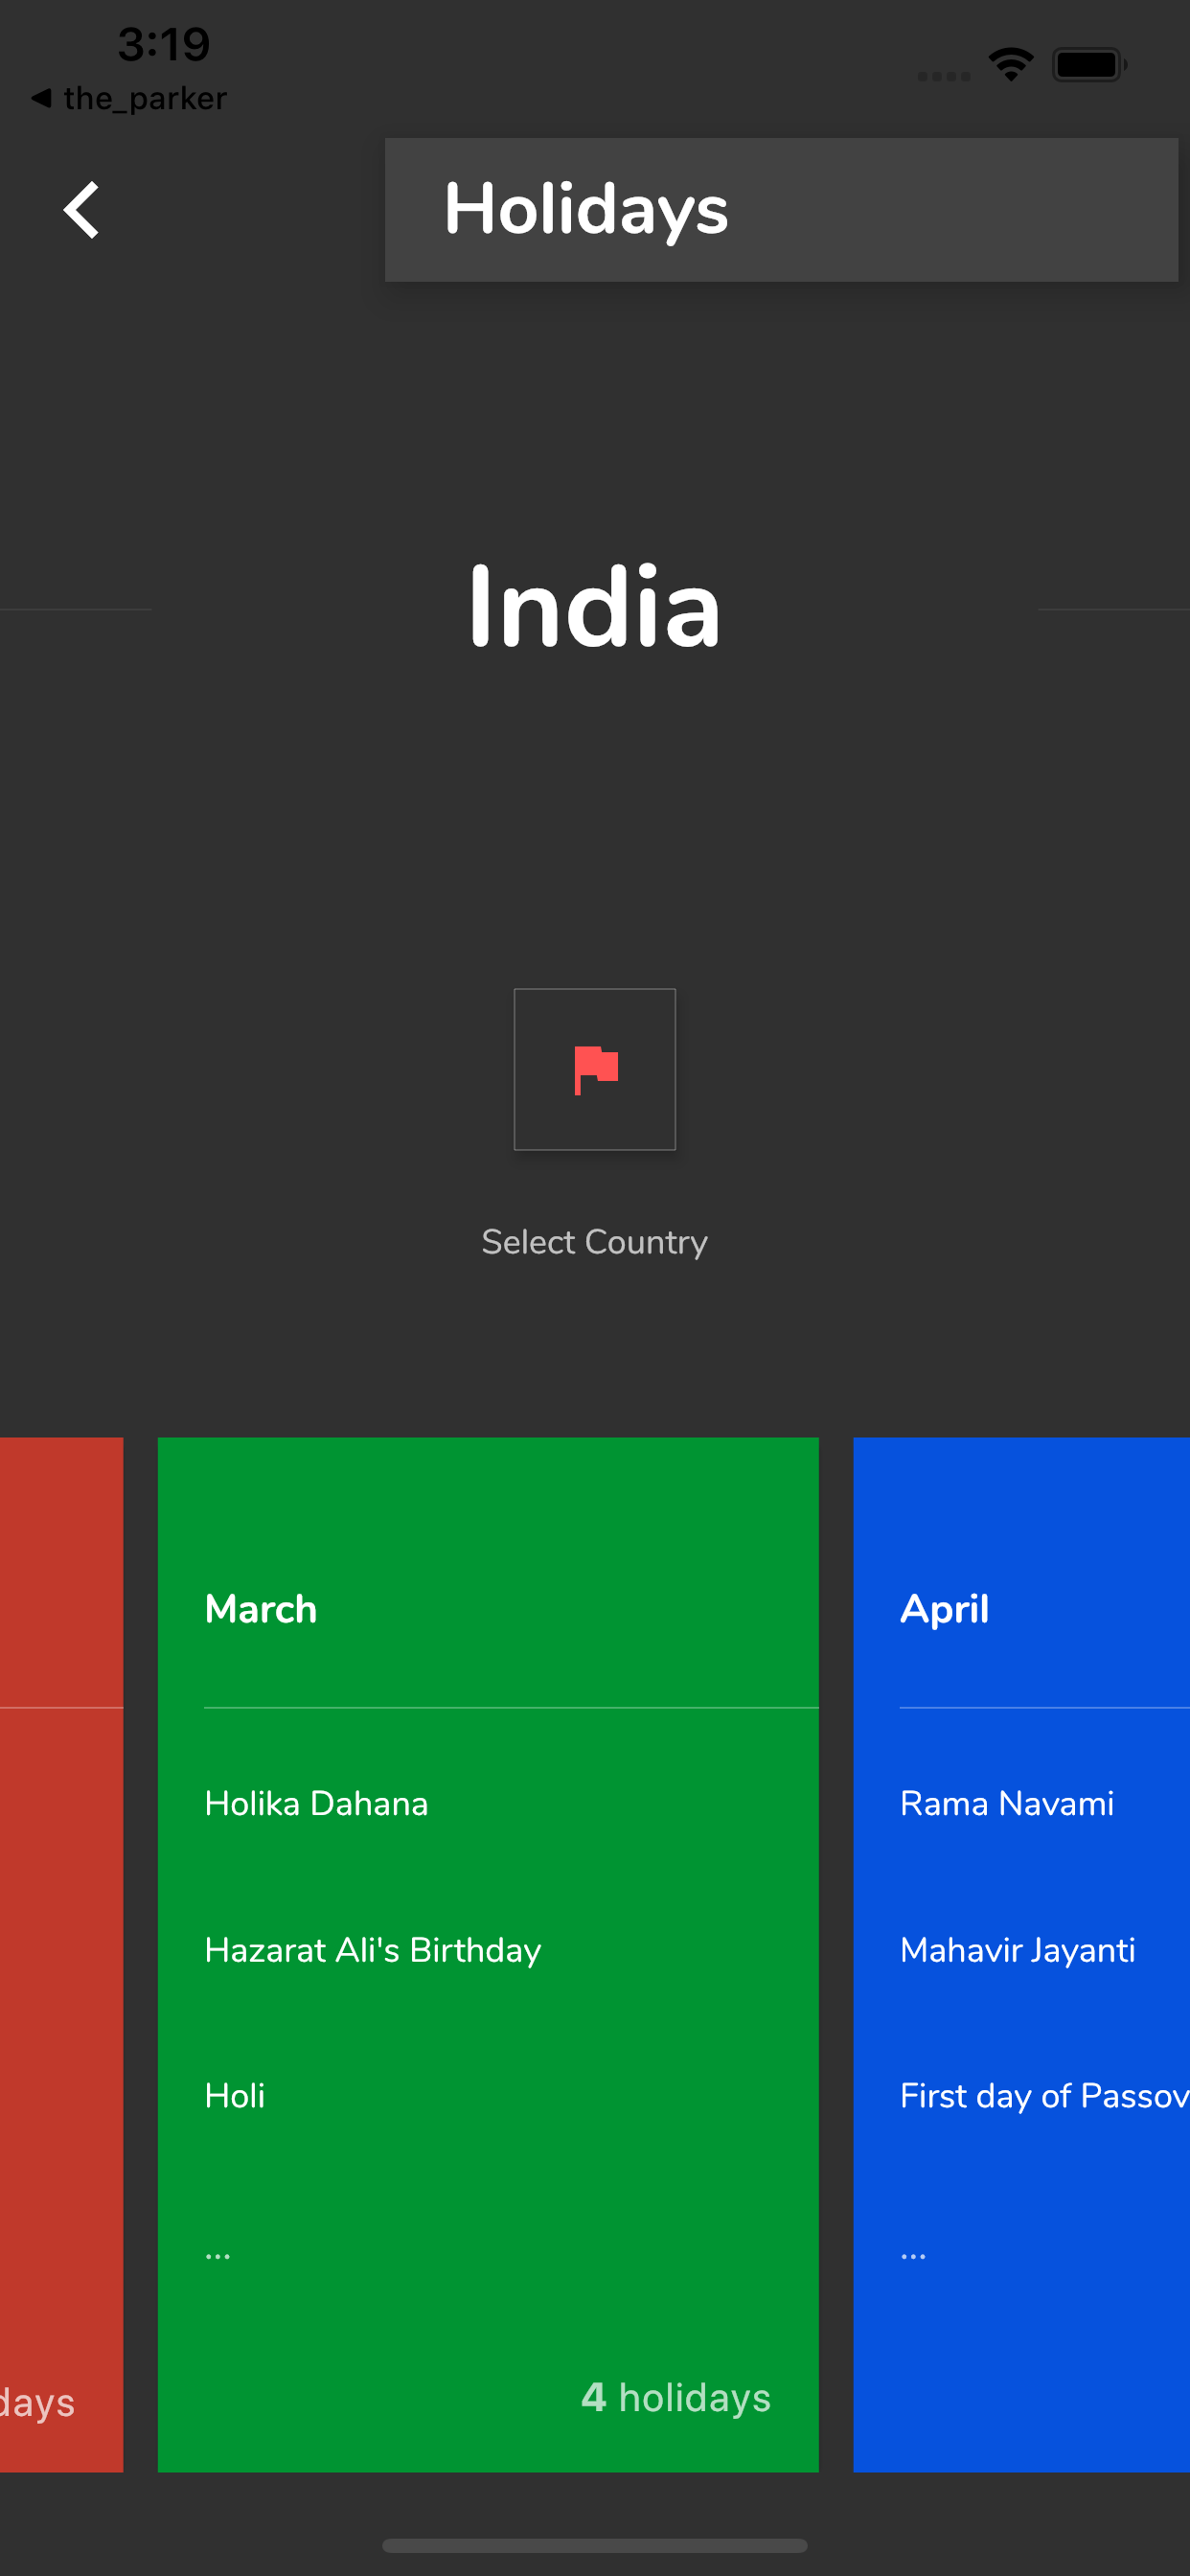 3:19
◀ the_parker
Holidays
India
Select Country
March
Holika Dahana
Hazarat Ali's Birthday
Holi
...
4 holidays
April
Rama Navami
Mahavir Jayanti
First day of Passov
...
days